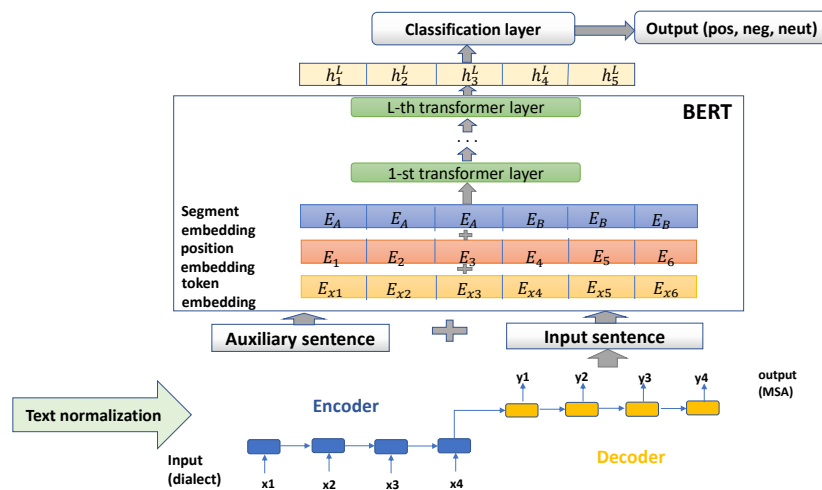 Classification layer
Output (pos, neg, neut)
h_1^L h_2^L h_3^L h_4^L h_5^L
L-th transformer layer
BERT
. . .
1-st transformer layer
Segment
embedding
E_A E_A E_A E_B E_B E_B
position
embedding
E_1 E_2 E_3 E_4 E_5 E_6
token
embedding
E_x1 E_x2 E_x3 E_x4 E_x5 E_x6
Auxiliary sentence
Input sentence
y1 y2 y3 y4
output
(MSA)
Text normalization
Encoder
Decoder
Input
(dialect)
x1 x2 x3 x4